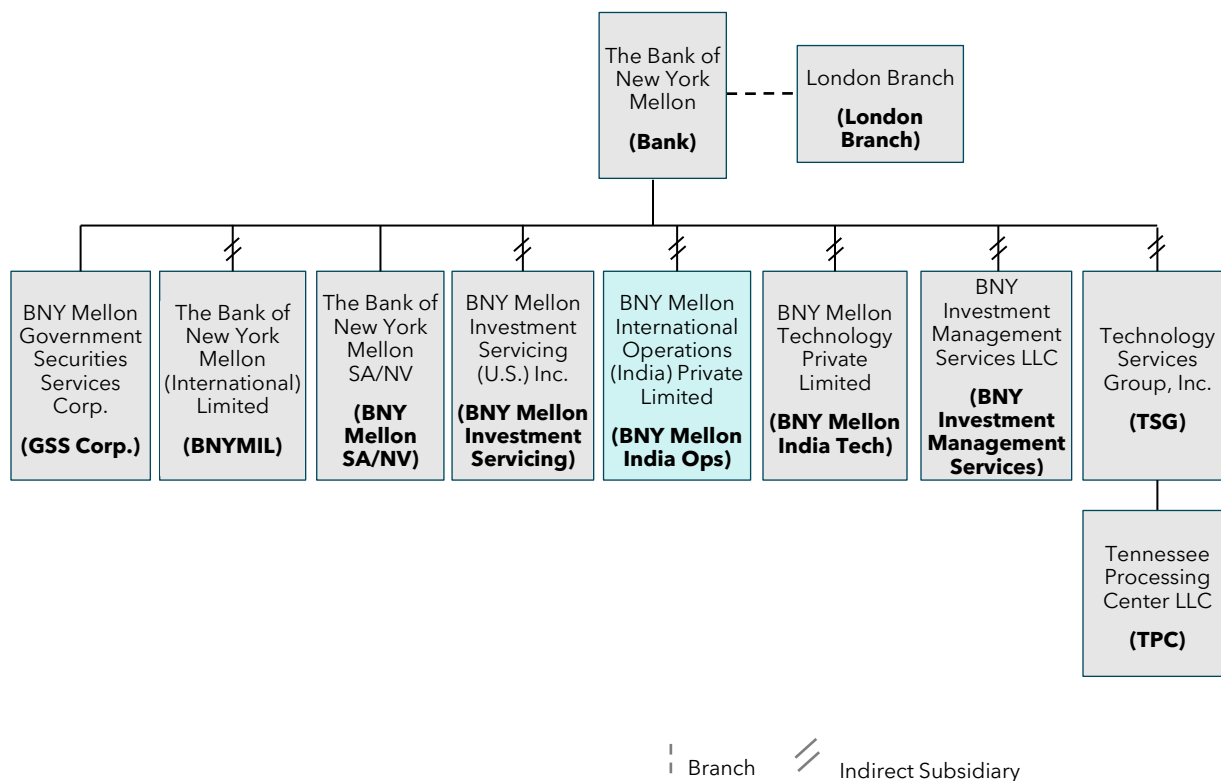 The Bank of
New York
Mellon
(Bank)
London Branch
(London
Branch)
BNY Mellon
Government
Securities
Services
Corp.
(GSS Corp.)
The Bank of
New York
Mellon
(International)
Limited
(BNYMIL)
The Bank of
New York
Mellon
SA/NV
(BNY
Mellon
SA/NV)
BNY Mellon
Investment
Servicing
(U.S.) Inc.
(BNY Mellon
Investment
Servicing)
BNY Mellon
International
Operations
(India) Private
Limited
(BNY Mellon
India Ops)
BNY Mellon
Technology
Private
Limited
(BNY Mellon
India Tech)
BNY
Investment
Management
Services LLC
(BNY
Investment
Management
Services)
Technology
Services
Group, Inc.
(TSG)
Tennessee
Processing
Center LLC
(TPC)
Branch
Indirect Subsidiary